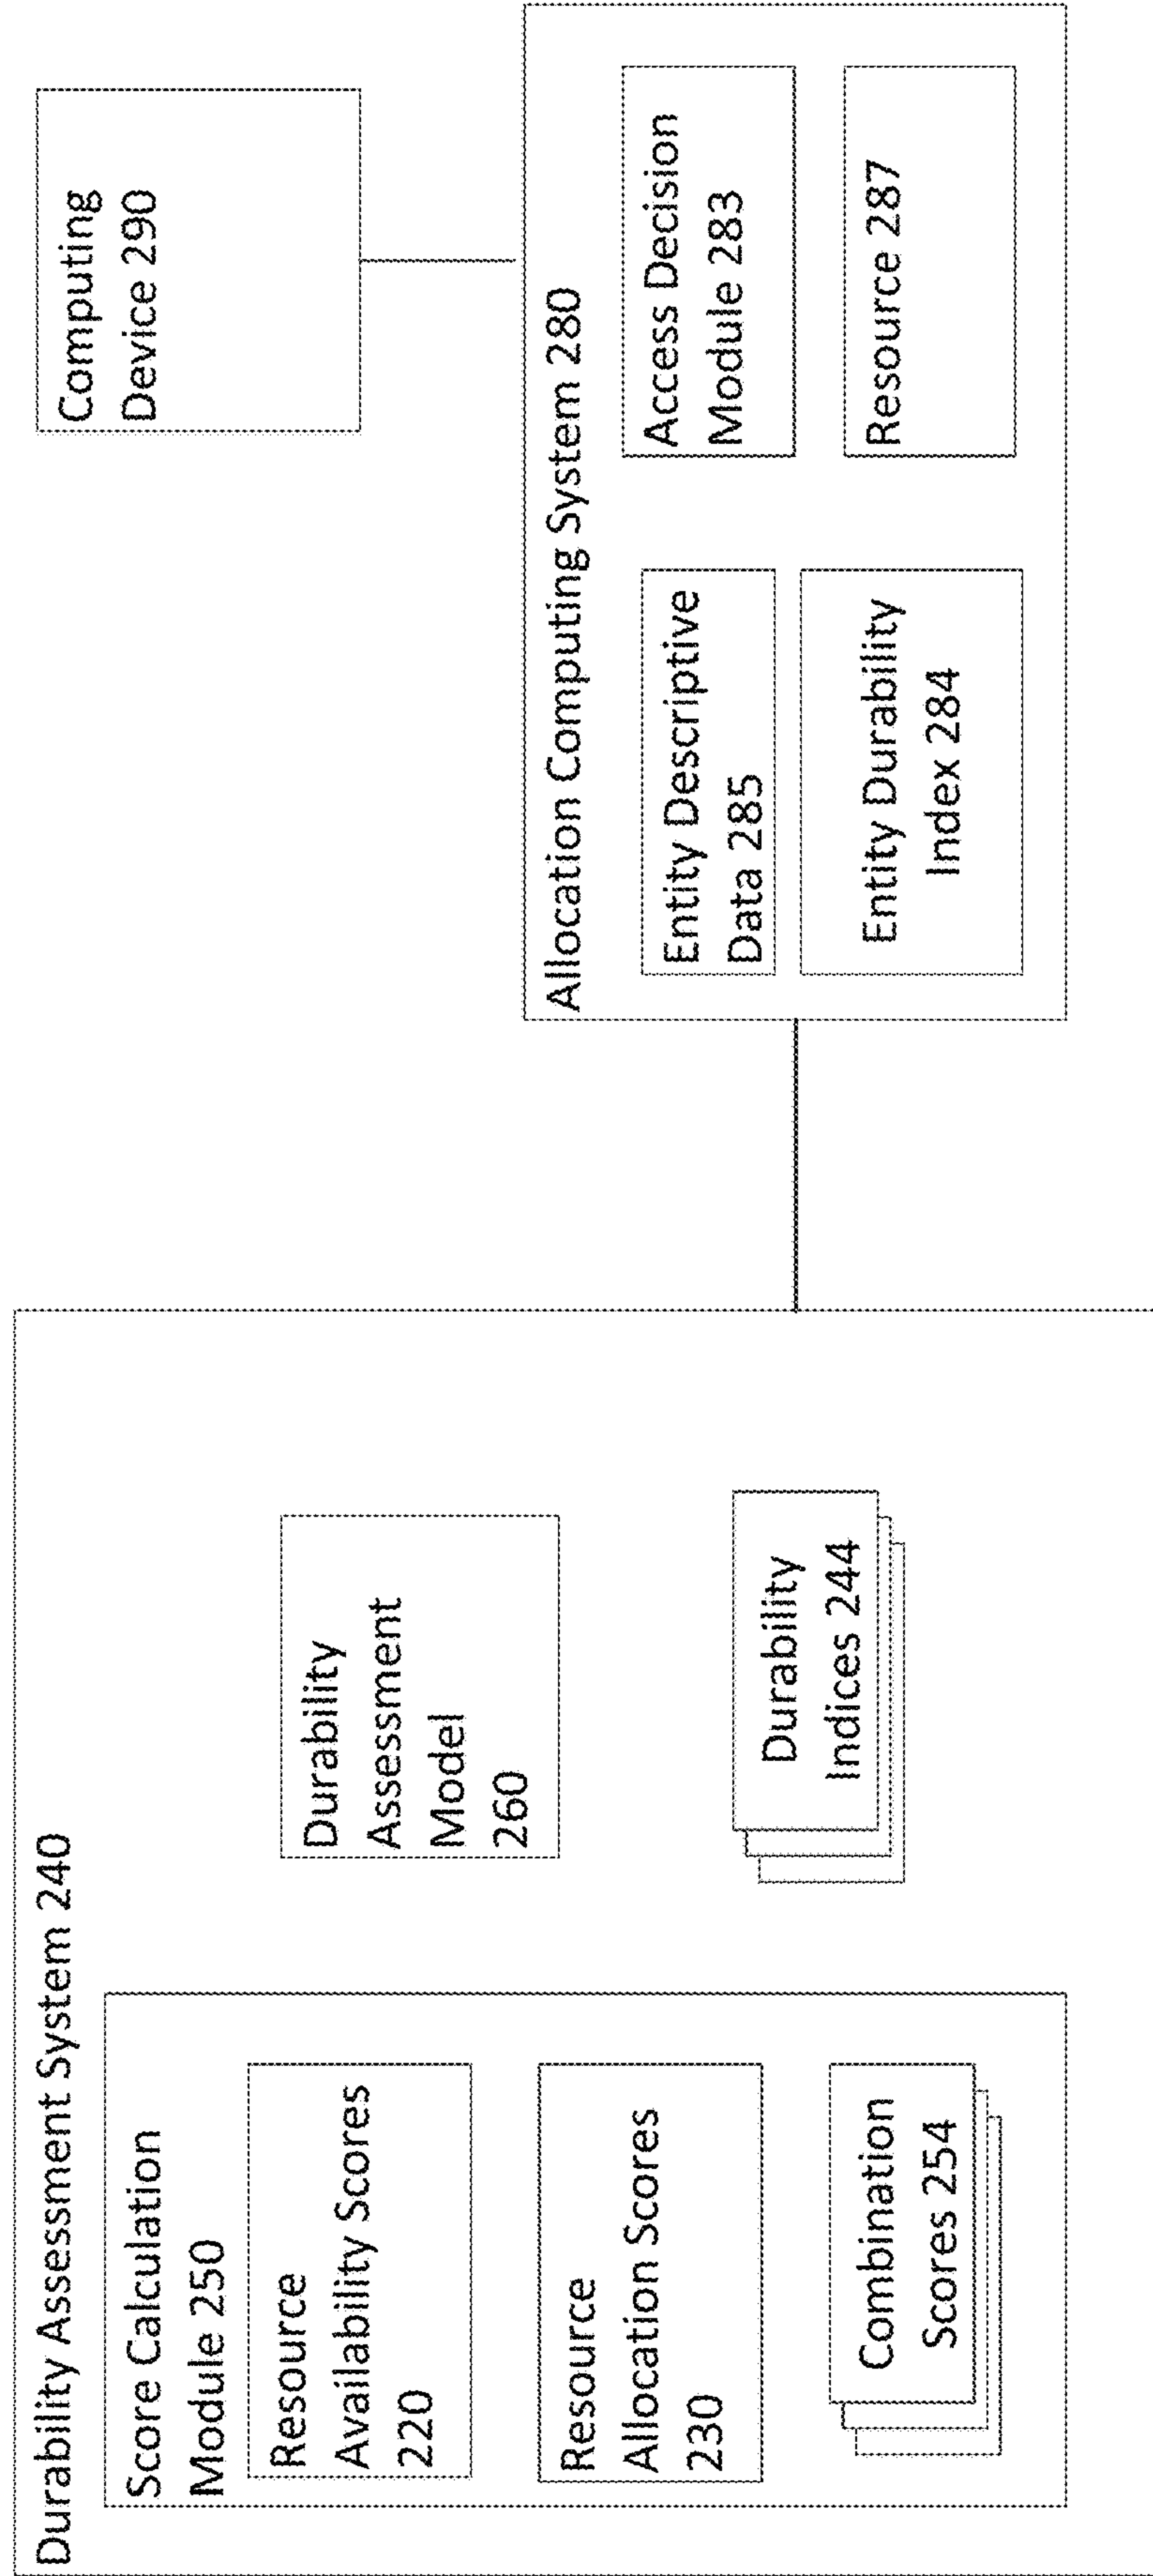 Durability Assessment System 240
Score Calculation
Module 250
Resource
Availability Scores
220
Resource
Allocation Scores
230
Combination
Scores 254
Durability
Assessment
Model
260
Durability
Indices 244
Allocation Computing System 280
Entity Descriptive
Data 285
Entity Durability
Index 284
Access Decision
Module 283
Resource 287
Computing
Device 290